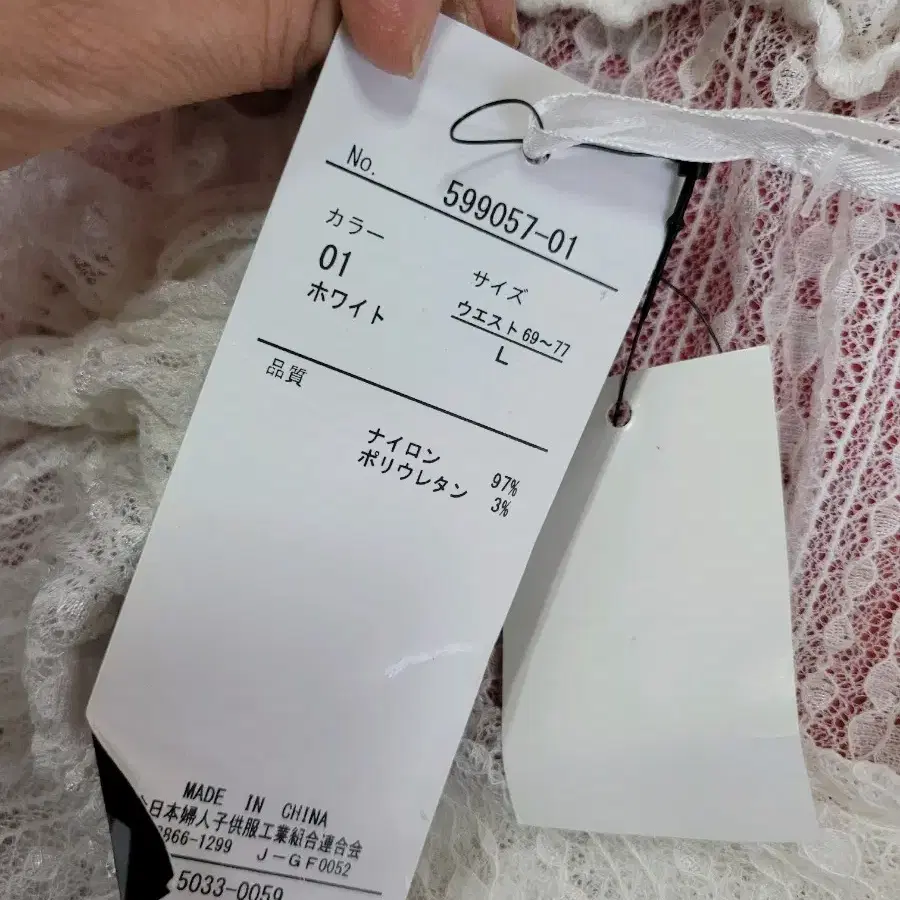 No. 599057-01
カラー
01
ホワイト
サイズ
ウエスト69～77
L
品質
ナイロン 97%
ポリウレタン 3%
MADE IN CHINA
日本婦人子供服工業組合連合会
3866-1299 J-GF0052
5033-0059